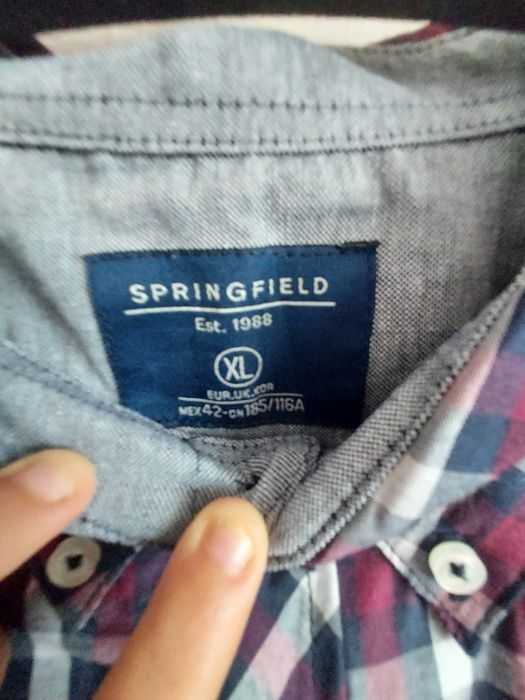 SPRINGFIELD
Est. 1988
XL
EUR.UK.KOR
MEX42-CN185/116A